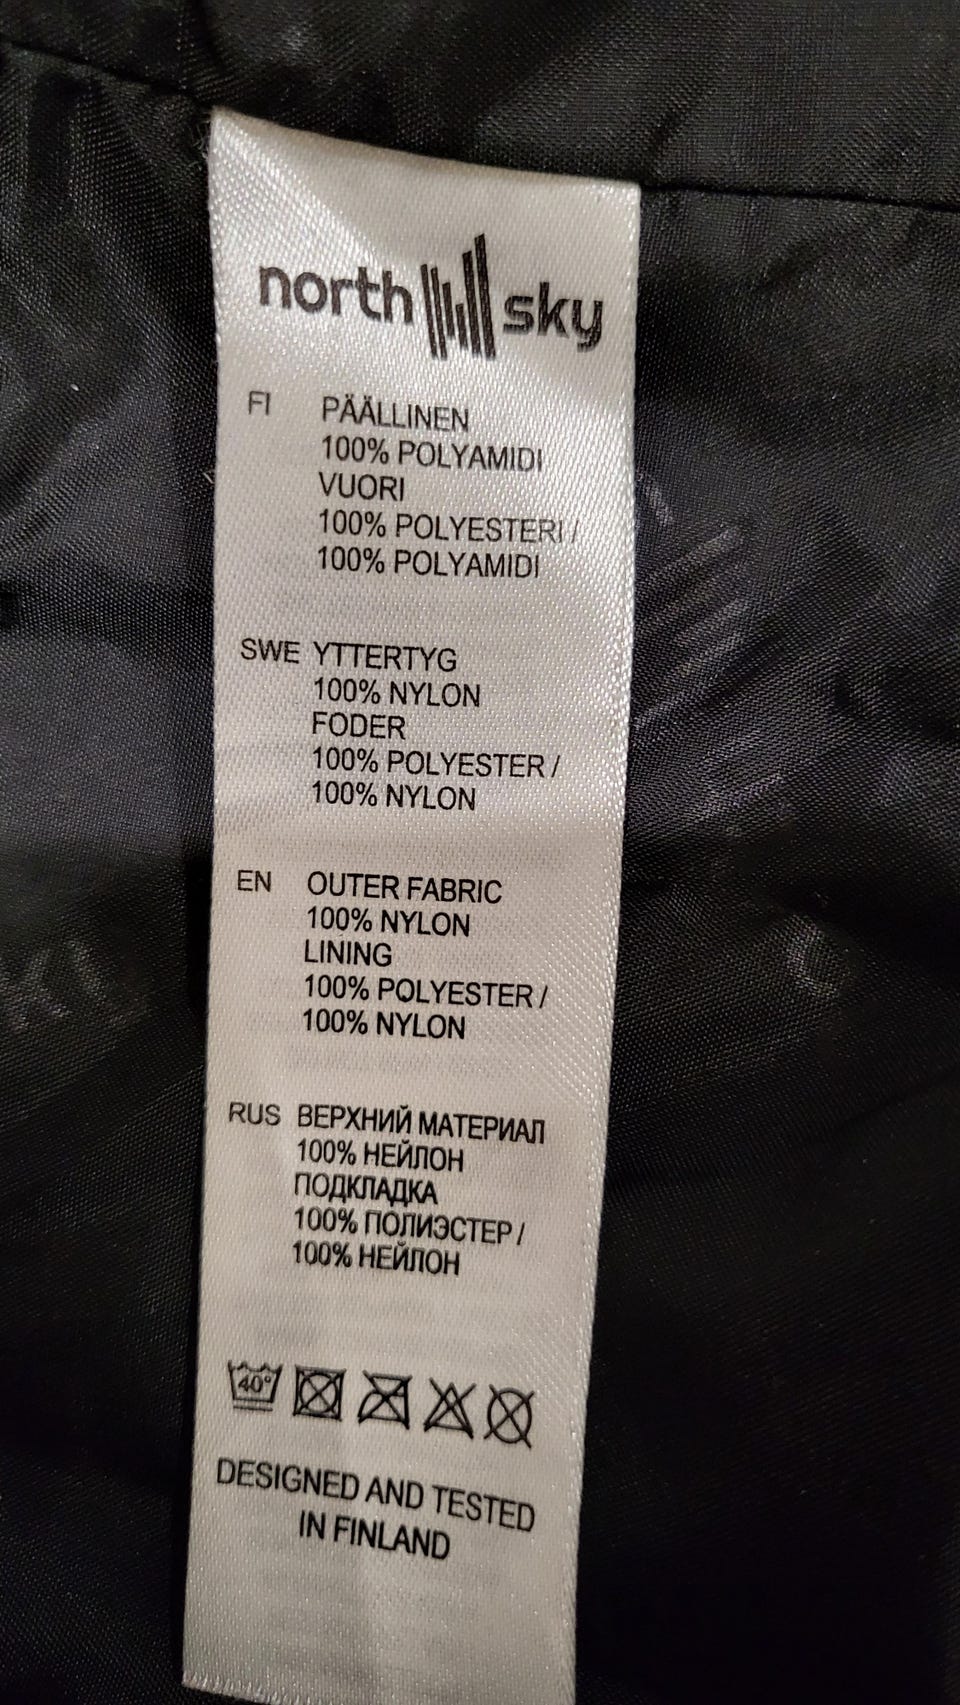 north sky
FI PÄÄLLINEN
100% POLYAMIDI
VUORI
100% POLYESTERI /
100% POLYAMIDI
SWE YTTERTYG
100% NYLON
FODER
100% POLYESTER /
100% NYLON
EN OUTER FABRIC
100% NYLON
LINING
100% POLYESTER /
100% NYLON
RUS ВЕРХНИЙ МАТЕРИАЛ
100% НЕЙЛОН
ПОДКЛАДКА
100% ПОЛИЭСТЕР /
100% НЕЙЛОН
40°
DESIGNED AND TESTED
IN FINLAND